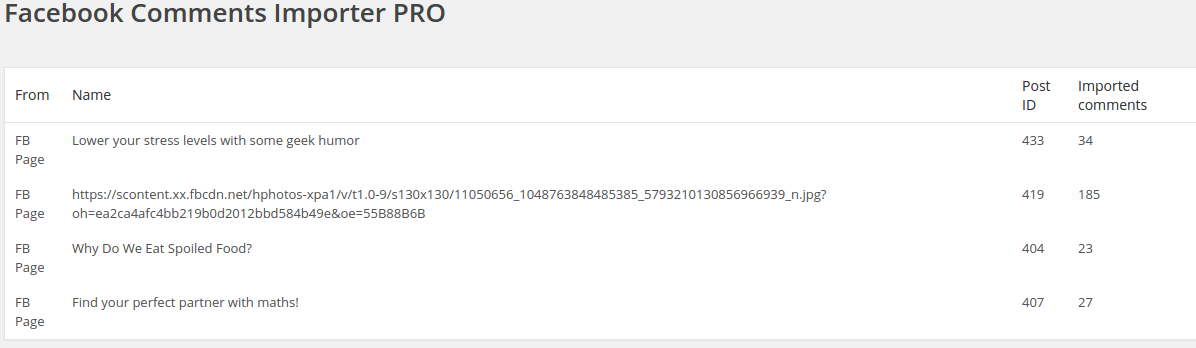 Facebook Comments Importer PRO
From Name Post ID Imported comments
FB Page Lower your stress levels with some geek humor 433 34
FB Page https://scontent.xx.fbcdn.net/hphotos-xpa1/v/t1.0-9/s130x130/11050656_1048763848485385_5793210130856966939_n.jpg?
oh=ea2ca4afc4bb219b0d2012bbd584b49e&oe=55B88B6B 419 185
FB Page Why Do We Eat Spoiled Food? 404 23
FB Page Find your perfect partner with maths! 407 27